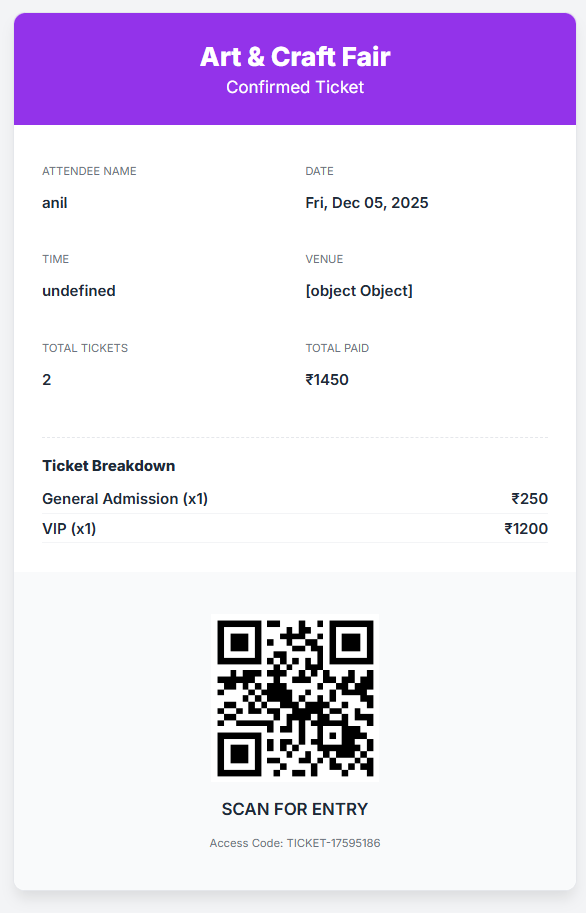 Art & Craft Fair
Confirmed Ticket
ATTENDEE NAME
anil
DATE
Fri, Dec 05, 2025
TIME
undefined
VENUE
[object Object]
TOTAL TICKETS
2
TOTAL PAID
₹1450
Ticket Breakdown
General Admission (x1) ₹250
VIP (x1) ₹1200
SCAN FOR ENTRY
Access Code: TICKET-17595186